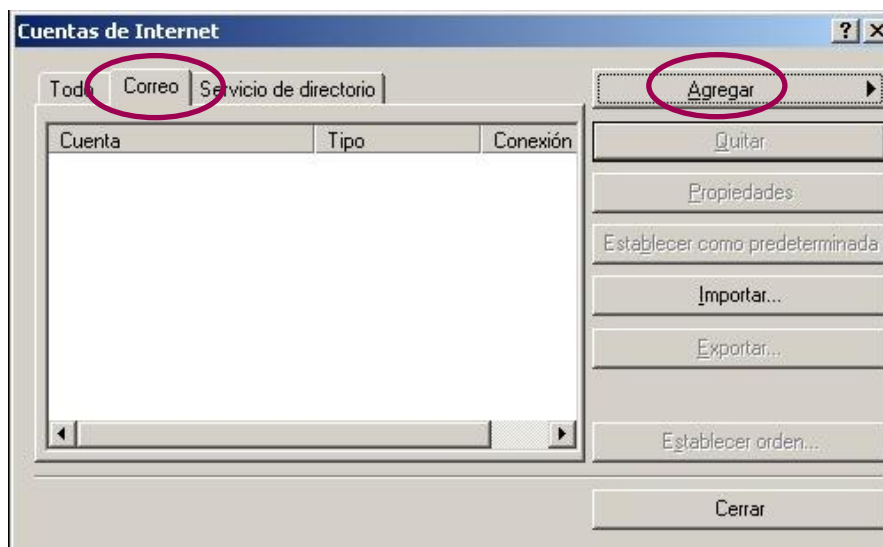 Cuentas de Internet
Todo Correo Servicio de directorio
Agregar
Cuenta Tipo Conexión
Quitar
Propiedades
Establecer como predeterminada
Importar...
Exportar...
Establecer orden...
Cerrar